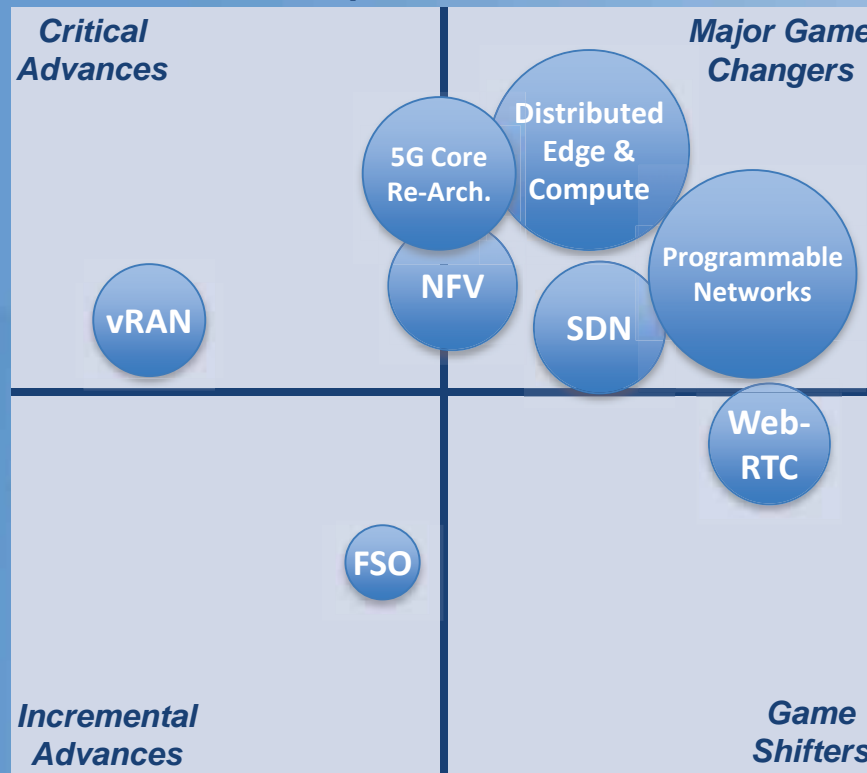 Critical
Advances
Major Game
Changers
Distributed
Edge &
Compute
5G Core
Re-Arch.
Programmable
Networks
NFV
SDN
vRAN
Web-
RTC
FSO
Incremental
Advances
Game
Shifters